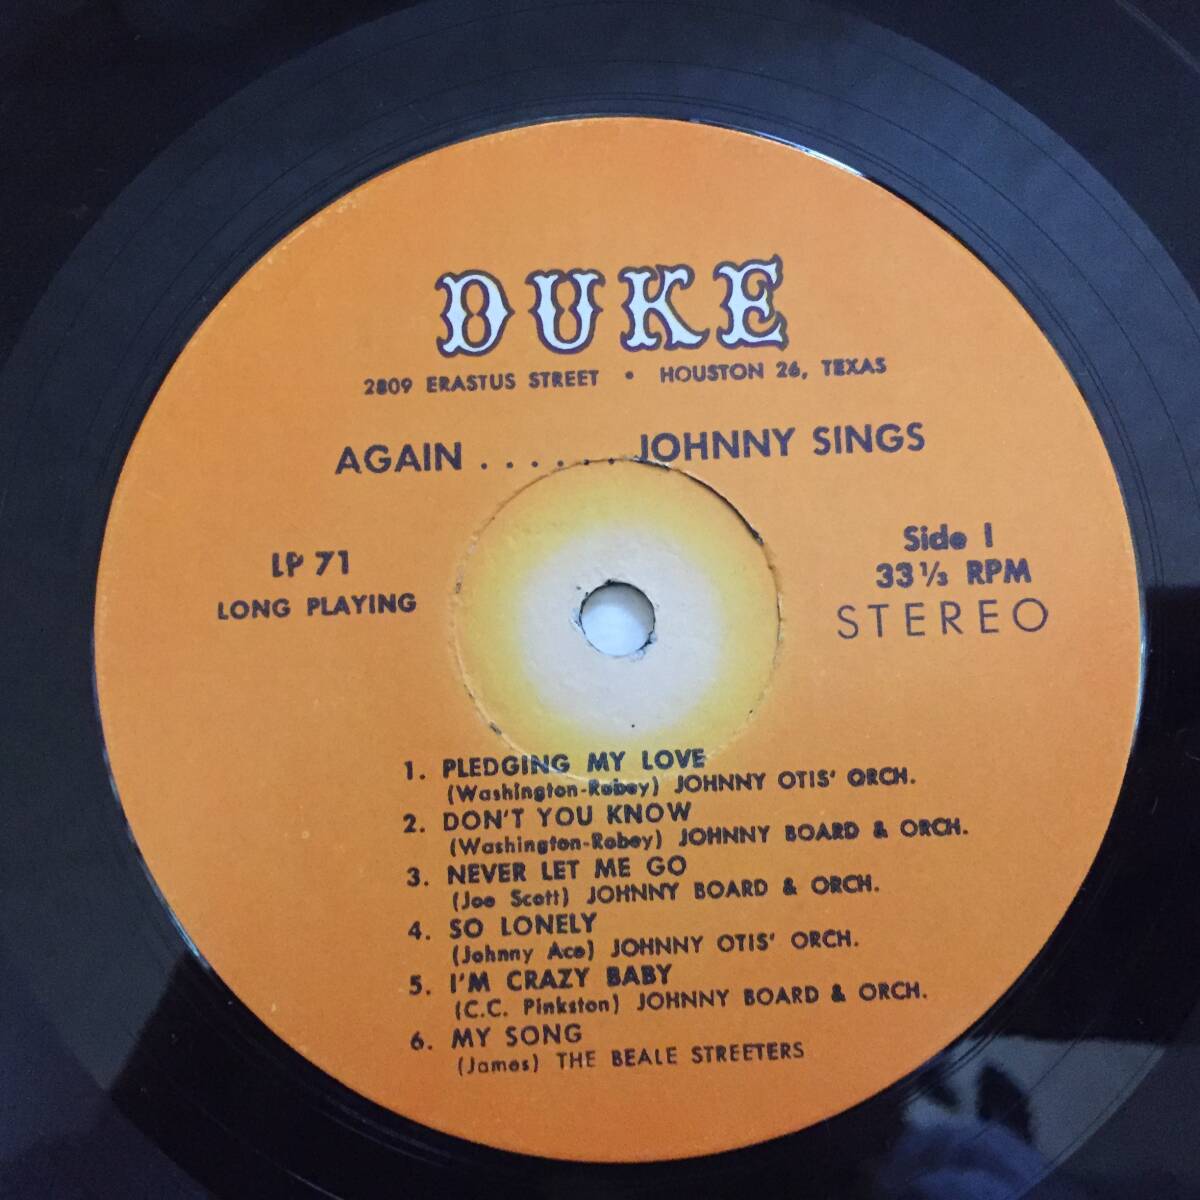 DUKE
2809 ERASTUS STREET • HOUSTON 26, TEXAS
AGAIN ....... JOHNNY SINGS
LP 71
LONG PLAYING
Side 1
33 1/3 RPM
STEREO
1. PLEDGING MY LOVE
(Washington-Robey) JOHNNY OTIS' ORCH.
2. DON'T YOU KNOW
(Washington-Robey) JOHNNY BOARD & ORCH.
3. NEVER LET ME GO
(Joe Scott) JOHNNY BOARD & ORCH.
4. SO LONELY
(Johnny Ace) JOHNNY OTIS' ORCH.
5. I'M CRAZY BABY
(C.C. Pinkston) JOHNNY BOARD & ORCH.
6. MY SONG
(James) THE BEALE STREETERS